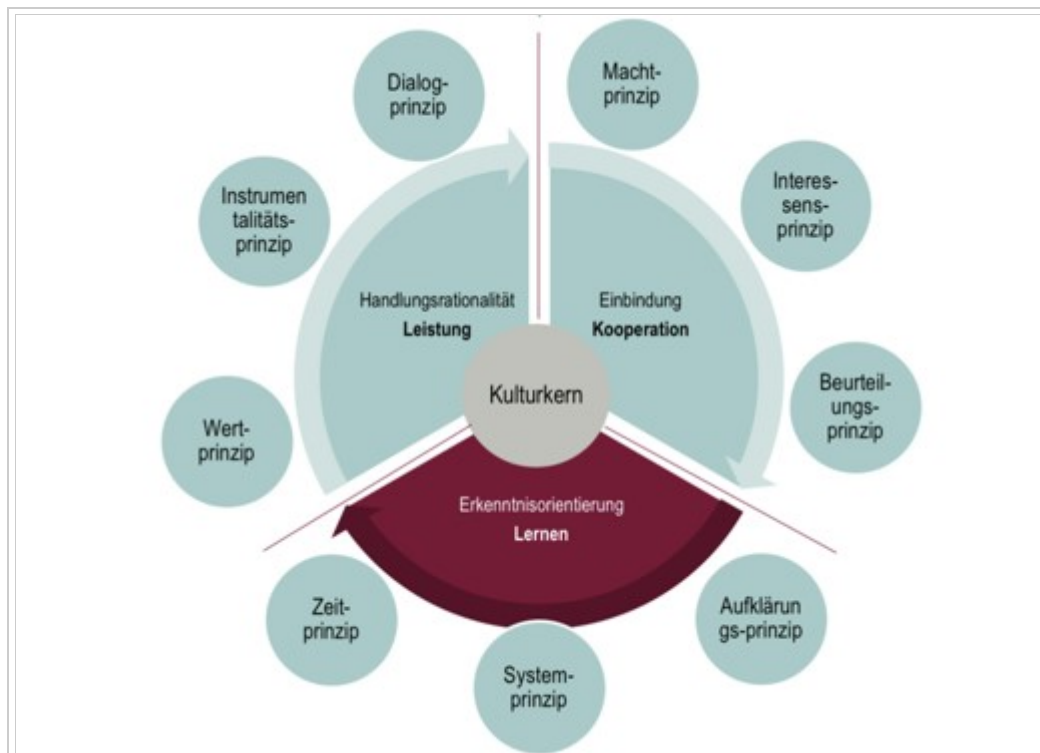 Dialog-
prinzip
Macht-
prinzip
Instrumen
talitäts-
prinzip
Interes-
sens-
prinzip
Handlungsrationalität
Leistung
Einbindung
Kooperation
Kulturkern
Wert-
prinzip
Beurteil-
ungs-
prinzip
Erkenntnisorientierung
Lernen
Zeit-
prinzip
System-
prinzip
Aufklärun
gs-prinzip